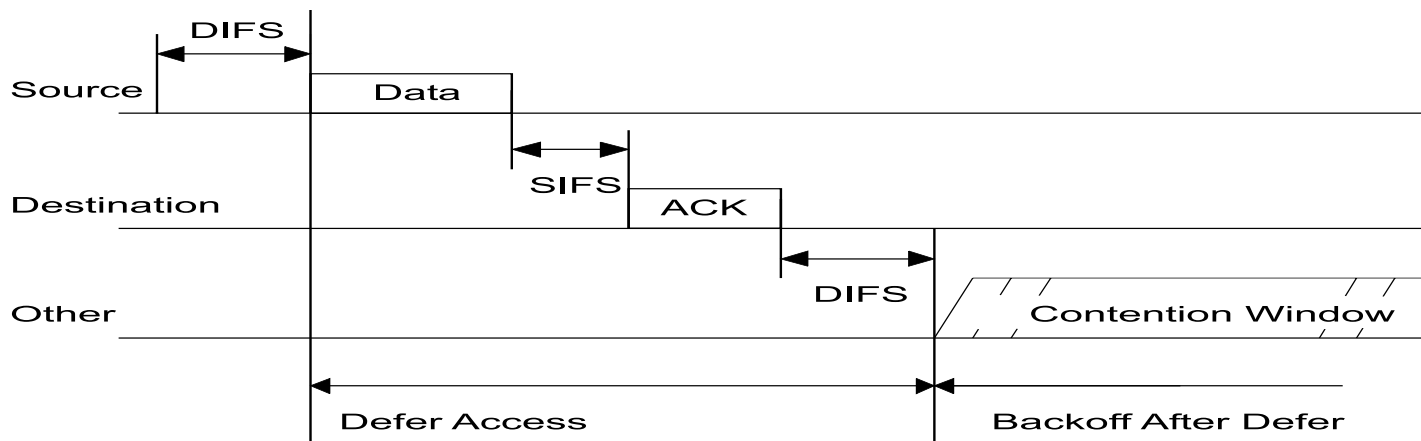 DIFS
Source
Data
SIFS
Destination
ACK
DIFS
Other
Contention Window
Defer Access
Backoff After Defer